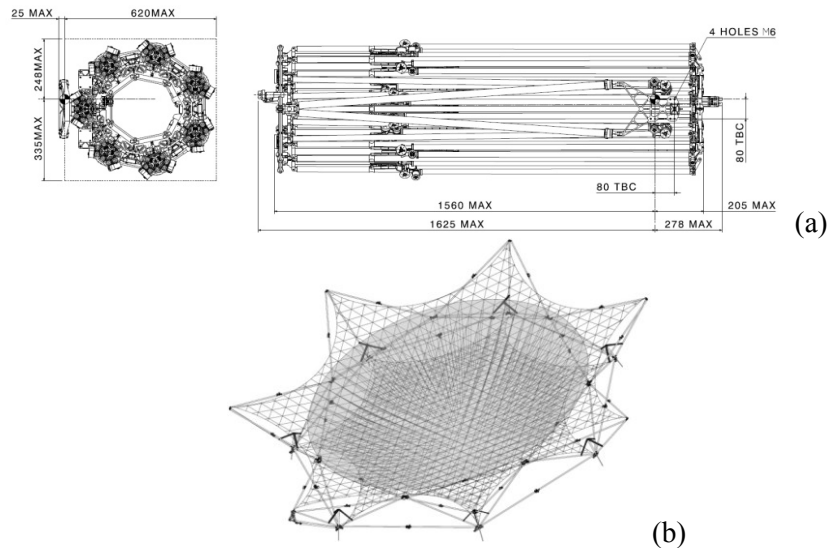 25 MAX
620MAX
248MAX
335MAX
4 HOLES M6
80 TBC
80 TBC
1560 MAX
205 MAX
1625 MAX
278 MAX
(a)
(b)